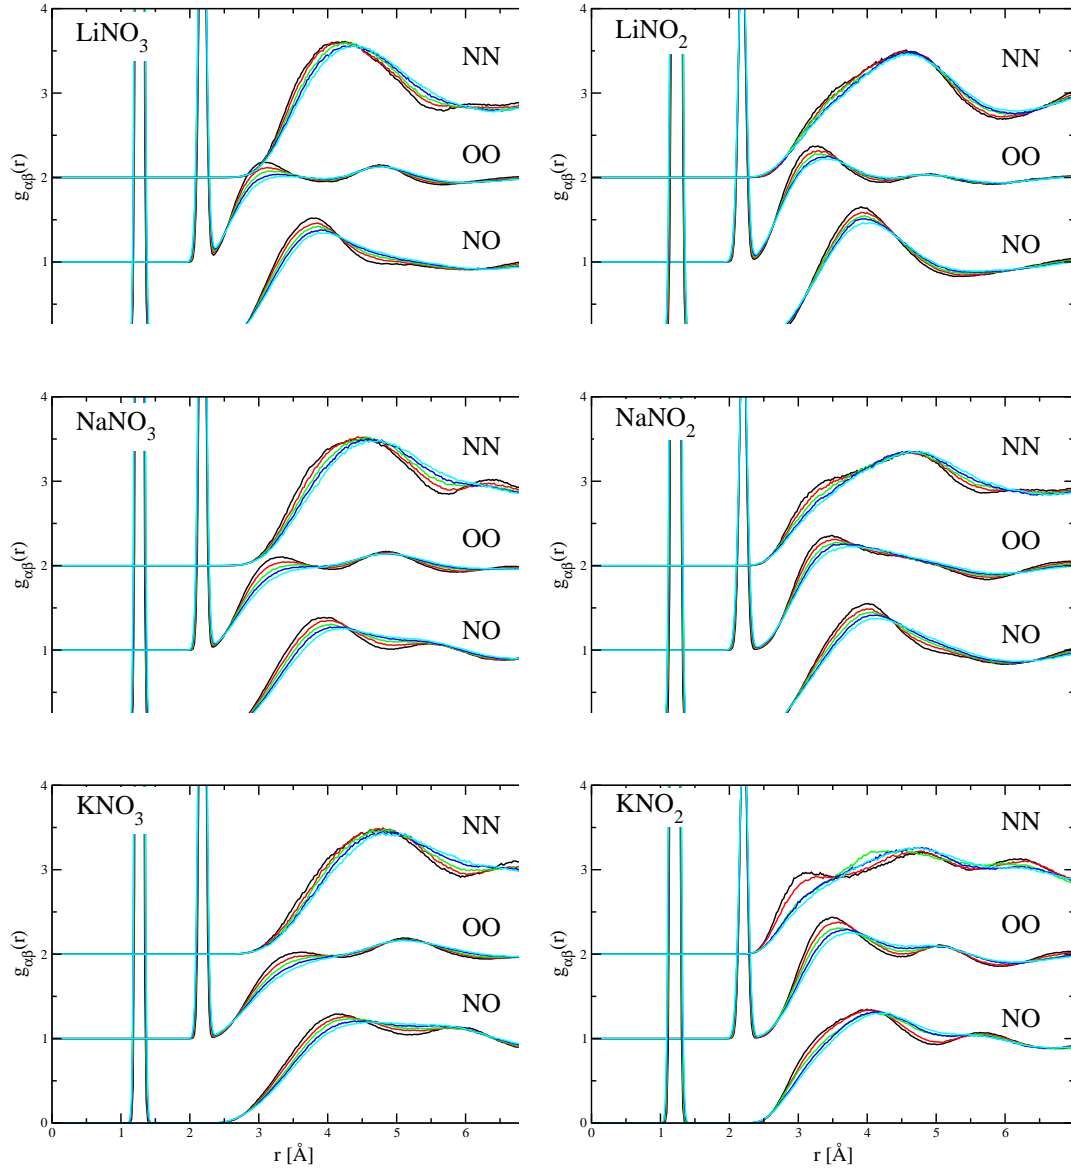 LiNO3
NN
OO
NO
gαβ(r)
4
3
2
1
LiNO2
NN
OO
NO
gαβ(r)
4
3
2
1
NaNO3
NN
OO
NO
gαβ(r)
4
3
2
1
NaNO2
NN
OO
NO
gαβ(r)
4
3
2
1
KNO3
NN
OO
NO
gαβ(r)
4
3
2
1
0
0 1 2 3 4 5 6
r [Å]
KNO2
NN
OO
NO
gαβ(r)
4
3
2
1
0
0 1 2 3 4 5 6
r [Å]